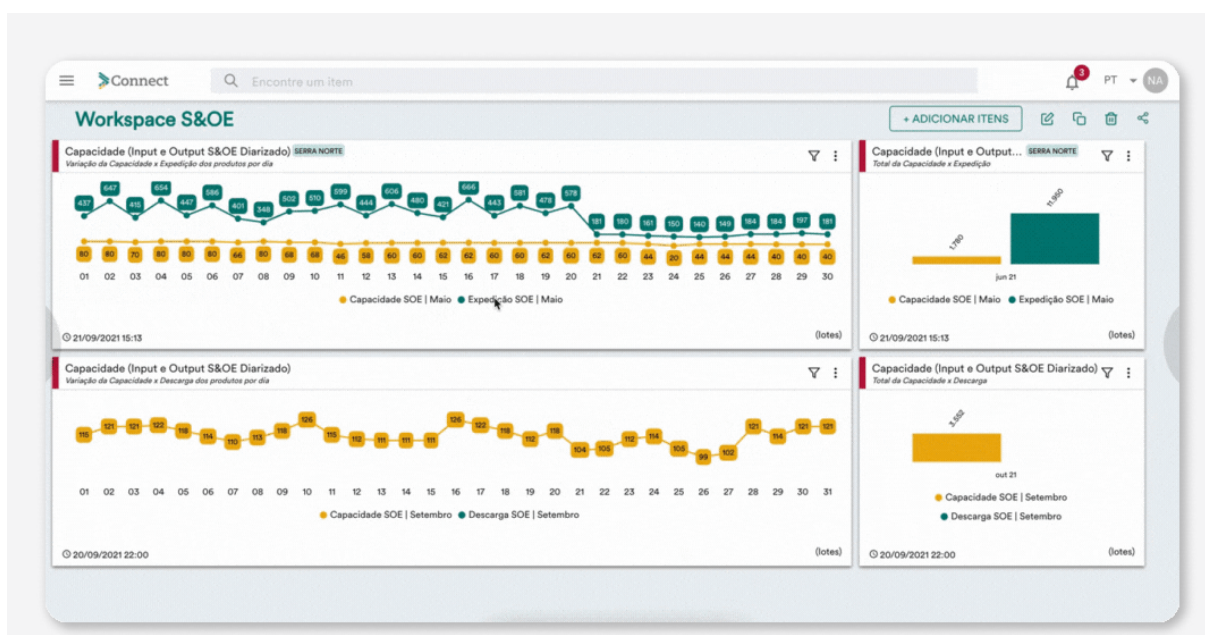 Connect
Encontre um item
3
PT
NA
Workspace S&OE
+ ADICIONAR ITENS
Capacidade (Input e Output S&OE Diarizado) SERRA NORTE
Variação da Capacidade x Expedição dos produtos por dia
437 647 415 654 447 586 401 348 502 510 599 444 606 480 421 666 443 581 478 578 181 180 161 150 140 149 184 184 197 181
80 70 80 80 80 66 80 68 68 46 58 60 60 62 62 60 60 62 60 62 60 44 20 44 44 44 40 40 40
01 02 03 04 05 06 07 08 09 10 11 12 13 14 15 16 17 18 19 20 21 22 23 24 25 26 27 28 29 30
Capacidade SOE | Maio Expedição SOE | Maio
21/09/2021 15:13
(lotes)
Capacidade (Input e Output... SERRA NORTE
Total da Capacidade x Expedição
11,950
1,780
jun 21
Capacidade SOE | Maio Expedição SOE | Maio
21/09/2021 15:13
(lotes)
Capacidade (Input e Output S&OE Diarizado)
Variação da Capacidade x Descarga dos produtos por dia
115 121 121 122 118 114 110 113 118 126 115 112 111 111 111 126 122 118 112 118 104 105 112 114 105 99 102 121 114 121 121
01 02 03 04 05 06 07 08 09 10 11 12 13 14 15 16 17 18 19 20 21 22 23 24 25 26 27 28 29 30 31
Capacidade SOE | Setembro Descarga SOE | Setembro
20/09/2021 22:00
(lotes)
Capacidade (Input e Output S&OE Diarizado)
Total da Capacidade x Descarga
3,552
out 21
Capacidade SOE | Setembro
Descarga SOE | Setembro
20/09/2021 22:00
(lotes)